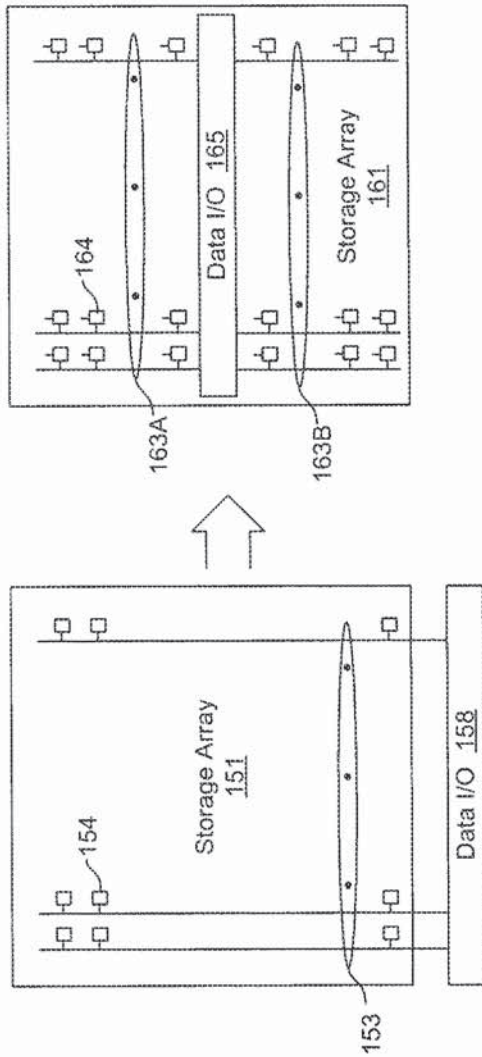 154
Storage Array
151
153
Data I/O 158
164
163A
Data I/O 165
163B
Storage Array
161